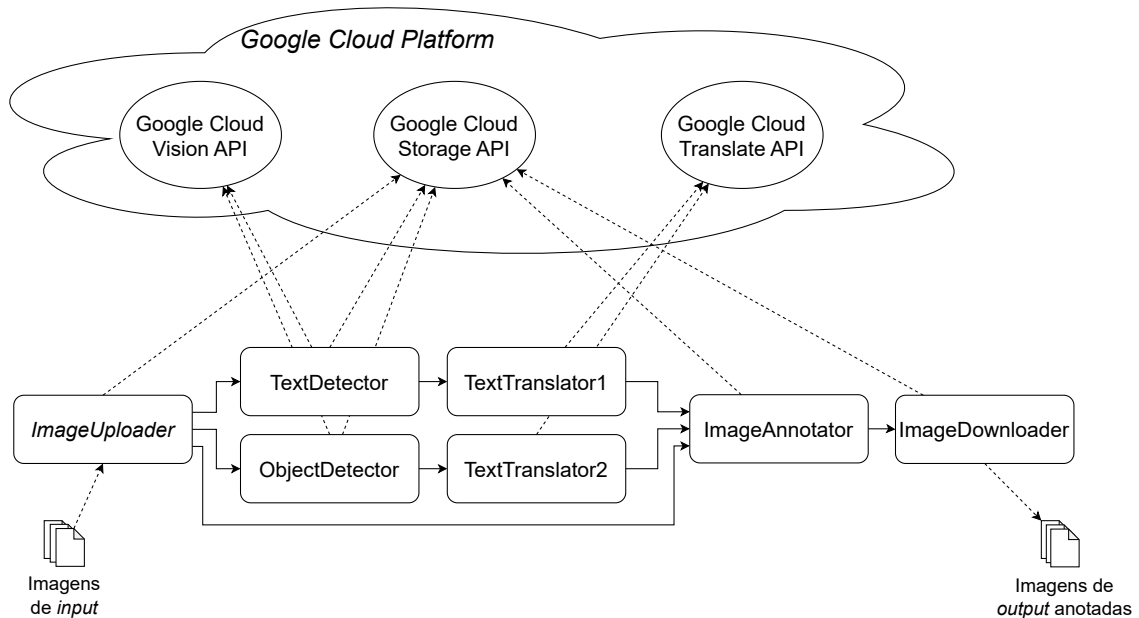 Google Cloud Platform
Google Cloud
Vision API
Google Cloud
Storage API
Google Cloud
Translate API
TextDetector
TextTranslator1
ImageUploader
ImageAnnotator
ImageDownloader
ObjectDetector
TextTranslator2
Imagens
de input
Imagens de
output anotadas